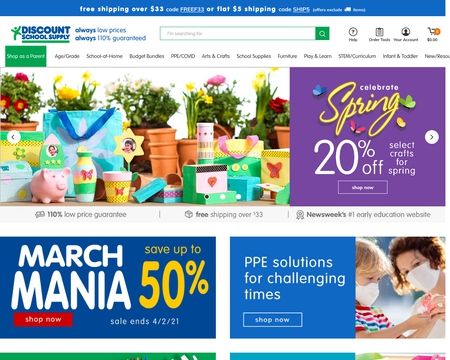 free shipping over $33 code FREEF33 or flat $5 shipping code SHIP5 (offers exclude items)
DISCOUNT SCHOOL SUPPLY
always low prices
always 110% guaranteed
I'm searching for...
Help
Order Tools
Your Account
0
$0.00
Shop as a Parent
Age/Grade
School-at-Home
Budget Bundles
PPE/COVID
Arts & Crafts
School Supplies
Furniture
Play & Learn
STEM/Curriculum
Infant & Toddler
New/Resou
celebrate
Spring
20% off
select crafts for spring
shop now
110% low price guarantee
free shipping over $33
Newsweek's #1 early education website
MARCH MANIA
save up to
50%
shop now
sale ends 4/2/21
PPE solutions
for challenging
times
shop now